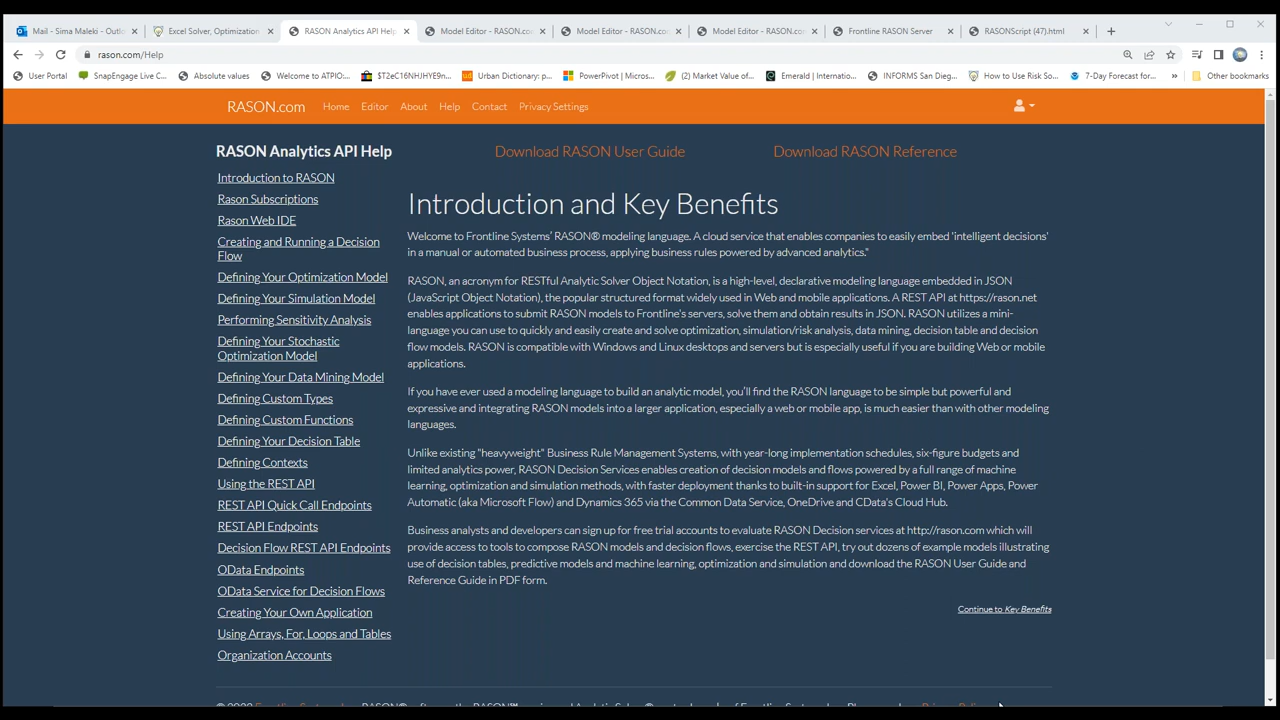 Mail - Sima Maleki - Outlo
Excel Solver, Optimization
RASON Analytics API Help
Model Editor - RASON.co
Model Editor - RASON.co
Model Editor - RASON.co
Frontline RASON Server
RASONScript (47).html
rason.com/Help
User Portal
SnapEngage Live C...
Absolute values
Welcome to ATPIO:...
$T2eC16NHJHYE9n...
Urban Dictionary: p...
PowerPivot | Micros...
(2) Market Value of...
Emerald | Internatio...
INFORMS San Dieg...
How to Use Risk So...
7-Day Forecast for...
»
Other bookmarks
RASON.com
Home
Editor
About
Help
Contact
Privacy Settings
RASON Analytics API Help
Download RASON User Guide
Download RASON Reference
Introduction to RASON
Rason Subscriptions
Rason Web IDE
Creating and Running a Decision
Flow
Defining Your Optimization Model
Defining Your Simulation Model
Performing Sensitivity Analysis
Defining Your Stochastic
Optimization Model
Defining Your Data Mining Model
Defining Custom Types
Defining Custom Functions
Defining Your Decision Table
Defining Contexts
Using the REST API
REST API Quick Call Endpoints
REST API Endpoints
Decision Flow REST API Endpoints
OData Endpoints
OData Service for Decision Flows
Creating Your Own Application
Using Arrays, For, Loops and Tables
Organization Accounts
Introduction and Key Benefits
Welcome to Frontline Systems' RASON® modeling language. A cloud service that enables companies to easily embed 'intelligent decisions'
in a manual or automated business process, applying business rules powered by advanced analytics."
RASON, an acronym for RESTful Analytic Solver Object Notation, is a high-level, declarative modeling language embedded in JSON
(JavaScript Object Notation), the popular structured format widely used in Web and mobile applications. A REST API at https://rason.net
enables applications to submit RASON models to Frontline's servers, solve them and obtain results in JSON. RASON utilizes a mini-
language you can use to quickly and easily create and solve optimization, simulation/risk analysis, data mining, decision table and decision
flow models. RASON is compatible with Windows and Linux desktops and servers but is especially useful if you are building Web or mobile
applications.
If you have ever used a modeling language to build an analytic model, you'll find the RASON language to be simple but powerful and
expressive and integrating RASON models into a larger application, especially a web or mobile app, is much easier than with other modeling
languages.
Unlike existing "heavyweight" Business Rule Management Systems, with year-long implementation schedules, six-figure budgets and
limited analytics power, RASON Decision Services enables creation of decision models and flows powered by a full range of machine
learning, optimization and simulation methods, with faster deployment thanks to built-in support for Excel, Power BI, Power Apps, Power
Automatic (aka Microsoft Flow) and Dynamics 365 via the Common Data Service, OneDrive and CData's Cloud Hub.
Business analysts and developers can sign up for free trial accounts to evaluate RASON Decision services at http://rason.com which will
provide access to tools to compose RASON models and decision flows, exercise the REST API, try out dozens of example models illustrating
use of decision tables, predictive models and machine learning, optimization and simulation and download the RASON User Guide and
Reference Guide in PDF form.
Continue to Key Benefits